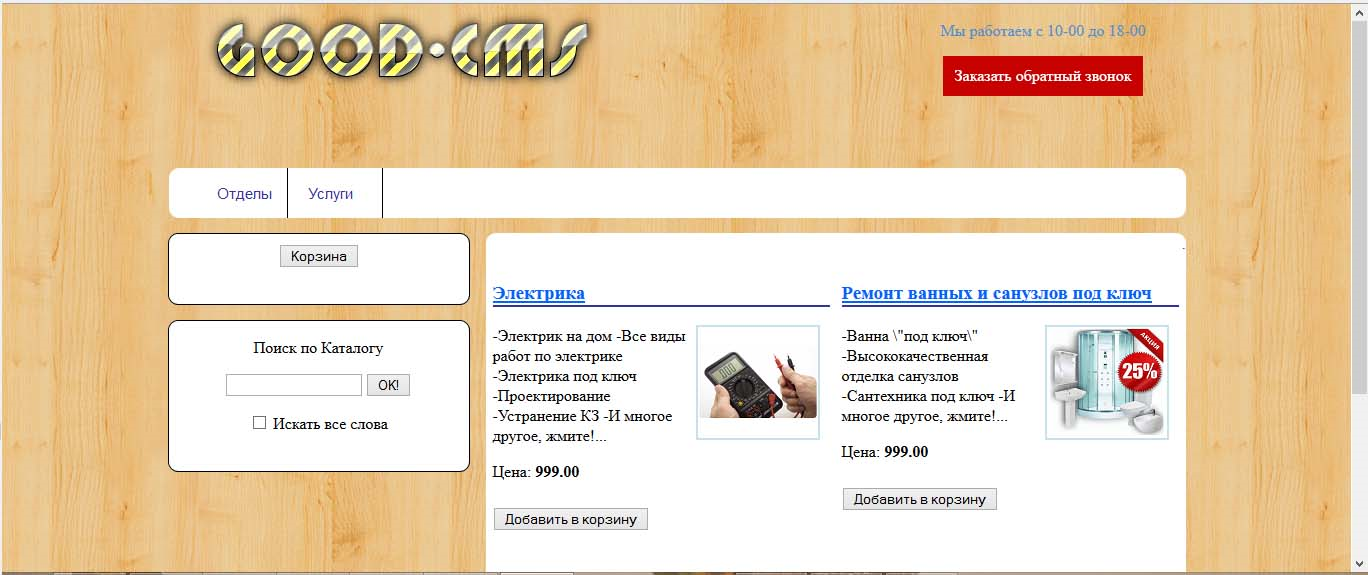 GOOD-CMS
Мы работаем с 10-00 до 18-00
Заказать обратный звонок
Отделы
Услуги
Корзина
Поиск по Каталогу
OK!
Искать все слова
Электрика
-Электрик на дом -Все виды
работ по электрике
-Электрика под ключ
-Проектирование
-Устранение КЗ -И многое
другое, жмите!...
Цена: 999.00
Добавить в корзину
Ремонт ванных и санузлов под ключ
-Ванна \"под ключ\"
-Высококачественная
отделка санузлов
-Сантехника под ключ -И
многое другое, жмите!...
АКЦИЯ
25%
Цена: 999.00
Добавить в корзину